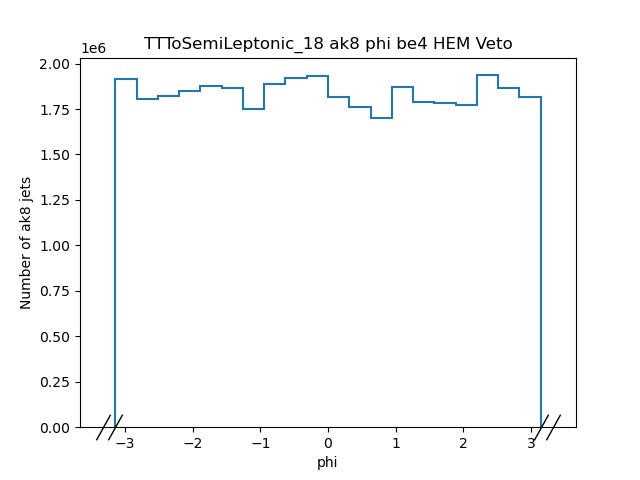 TTToSemiLeptonic_18 ak8 phi be4 HEM Veto
1e6
2.00
1.75
1.50
1.25
1.00
0.75
0.50
0.25
0.00
Number of ak8 jets
−3 −2 −1 0 1 2 3
phi